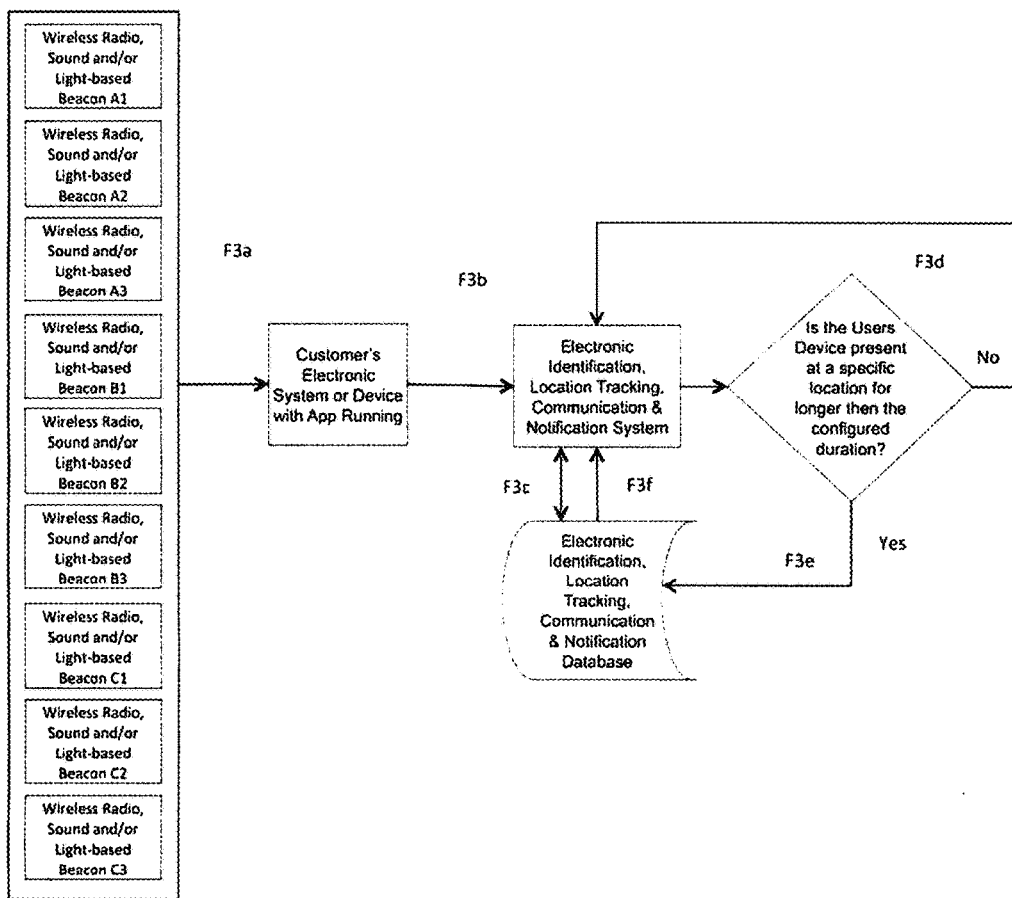 Wireless Radio,
Sound and/or
Light-based
Beacon A1
Wireless Radio,
Sound and/or
Light-based
Beacon A2
Wireless Radio,
Sound and/or
Light-based
Beacon A3
Wireless Radio,
Sound and/or
Light-based
Beacon B1
Wireless Radio,
Sound and/or
Light-based
Beacon B2
Wireless Radio,
Sound and/or
Light-based
Beacon B3
Wireless Radio,
Sound and/or
Light-based
Beacon C1
Wireless Radio,
Sound and/or
Light-based
Beacon C2
Wireless Radio,
Sound and/or
Light-based
Beacon C3
F3a
Customer's
Electronic
System or Device
with App Running
F3b
Electronic
Identification,
Location Tracking,
Communication &
Notification System
F3c
F3f
Electronic
Identification,
Location
Tracking,
Communication
& Notification
Database
F3d
Is the Users
Device present
at a specific
location for
longer then the
configured
duration?
No
Yes
F3e